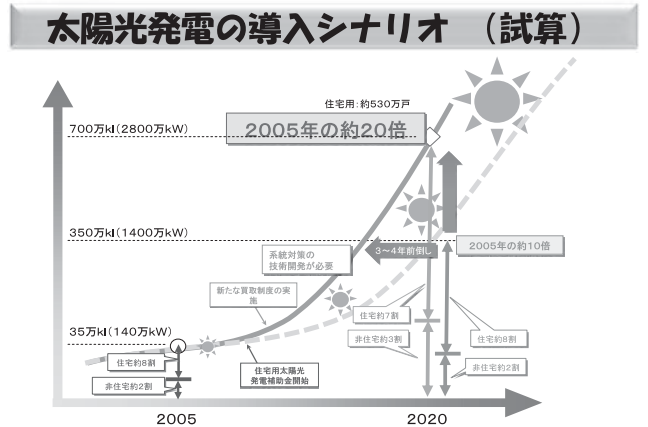 太陽光発電の導入シナリオ （試算）
住宅用：約530万戸
700万kl(2800万kW)
2005年の約20倍
350万kl(1400万kW)
3～4年前倒し
2005年の約10倍
系統対策の
技術開発が必要
新たな買取制度の実
施
住宅約7割
35万kl(140万kW)
非住宅約3割
住宅約8割
住宅約8割
住宅用太陽光
発電補助金開始
非住宅約2割
非住宅約2割
2005
2020